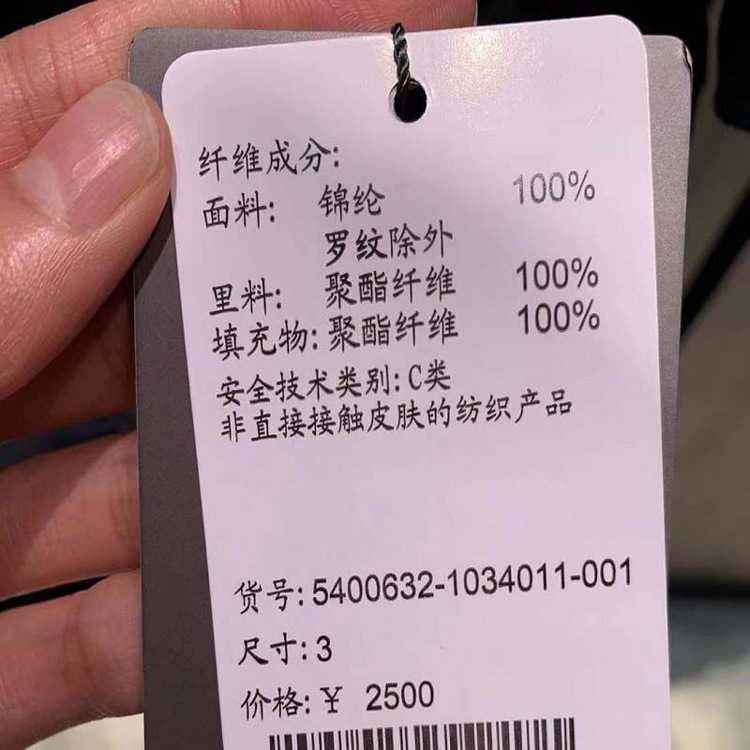 纤维成分:
面料: 锦纶 100%
罗纹除外
里料: 聚酯纤维 100%
填充物: 聚酯纤维 100%
安全技术类别: C类
非直接接触皮肤的纺织产品
货号: 5400632-1034011-001
尺寸: 3
价格: ¥ 2500